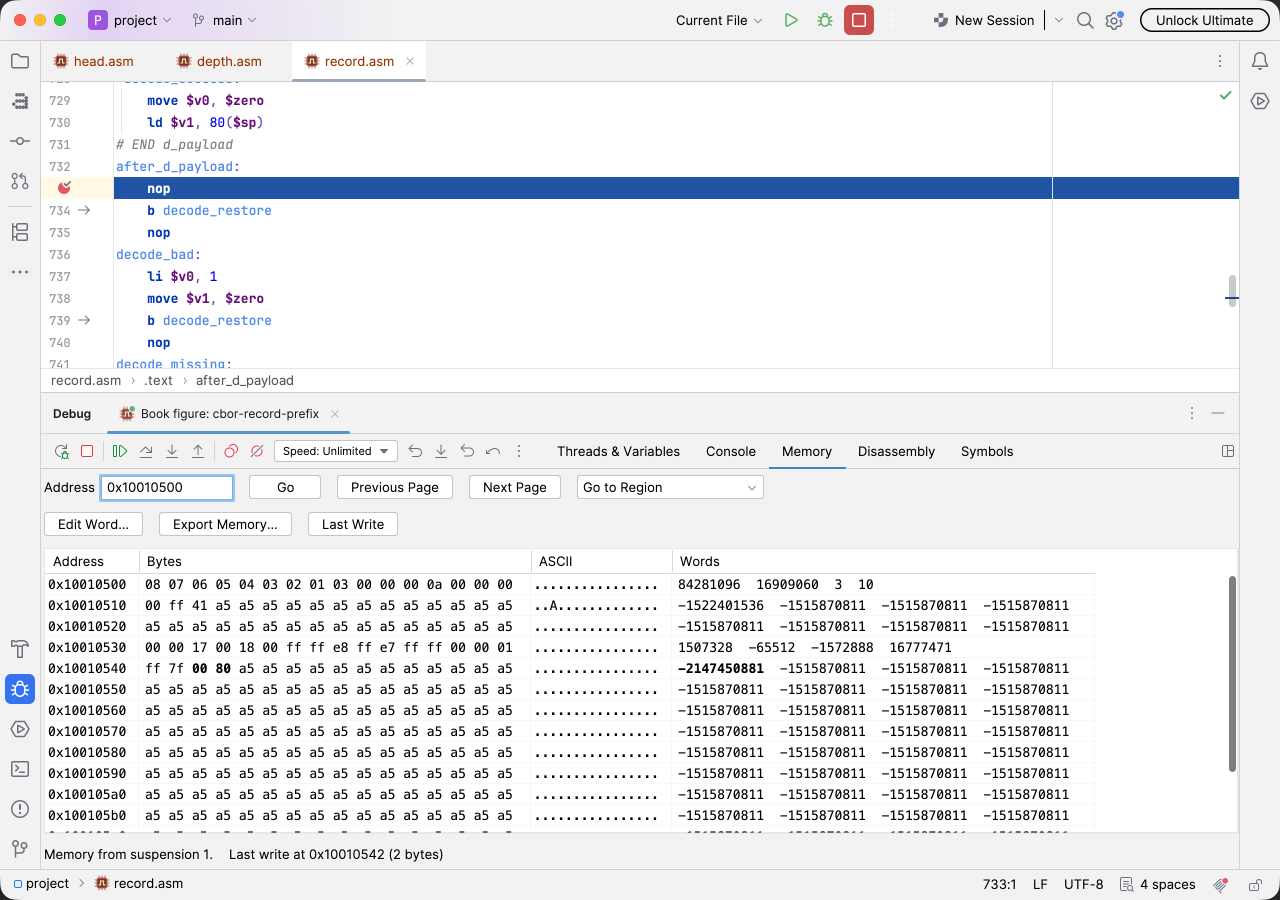 P project main Current File New Session Unlock Ultimate
head.asm depth.asm record.asm
729 move $v0, $zero
730 ld $v1, 80($sp)
731 # END d_payload
732 after_d_payload:
nop
734 b decode_restore
735 nop
736 decode_bad:
737 li $v0, 1
738 move $v1, $zero
739 b decode_restore
740 nop
741 decode_missing:
record.asm › .text › after_d_payload
Debug Book figure: cbor-record-prefix
Speed: Unlimited Threads & Variables Console Memory Disassembly Symbols
Address 0x10010500 Go Previous Page Next Page Go to Region
Edit Word... Export Memory... Last Write
Address Bytes ASCII Words
0x10010500 08 07 06 05 04 03 02 01 03 00 00 00 0a 00 00 00 ................ 84281096 16909060 3 10
0x10010510 00 ff 41 a5 a5 a5 a5 a5 a5 a5 a5 a5 a5 a5 a5 a5 ..A............. -1522401536 -1515870811 -1515870811 -1515870811
0x10010520 a5 a5 a5 a5 a5 a5 a5 a5 a5 a5 a5 a5 a5 a5 a5 a5 ................ -1515870811 -1515870811 -1515870811 -1515870811
0x10010530 00 00 17 00 18 00 ff ff e8 ff e7 ff ff 00 00 01 ................ 1507328 -65512 -1572888 16777471
0x10010540 ff 7f 00 80 a5 a5 a5 a5 a5 a5 a5 a5 a5 a5 a5 a5 ................ -2147450881 -1515870811 -1515870811 -1515870811
0x10010550 a5 a5 a5 a5 a5 a5 a5 a5 a5 a5 a5 a5 a5 a5 a5 a5 ................ -1515870811 -1515870811 -1515870811 -1515870811
0x10010560 a5 a5 a5 a5 a5 a5 a5 a5 a5 a5 a5 a5 a5 a5 a5 a5 ................ -1515870811 -1515870811 -1515870811 -1515870811
0x10010570 a5 a5 a5 a5 a5 a5 a5 a5 a5 a5 a5 a5 a5 a5 a5 a5 ................ -1515870811 -1515870811 -1515870811 -1515870811
0x10010580 a5 a5 a5 a5 a5 a5 a5 a5 a5 a5 a5 a5 a5 a5 a5 a5 ................ -1515870811 -1515870811 -1515870811 -1515870811
0x10010590 a5 a5 a5 a5 a5 a5 a5 a5 a5 a5 a5 a5 a5 a5 a5 a5 ................ -1515870811 -1515870811 -1515870811 -1515870811
0x100105a0 a5 a5 a5 a5 a5 a5 a5 a5 a5 a5 a5 a5 a5 a5 a5 a5 ................ -1515870811 -1515870811 -1515870811 -1515870811
0x100105b0 a5 a5 a5 a5 a5 a5 a5 a5 a5 a5 a5 a5 a5 a5 a5 a5 ................ -1515870811 -1515870811 -1515870811 -1515870811
Memory from suspension 1. Last write at 0x10010542 (2 bytes)
project › record.asm 733:1 LF UTF-8 4 spaces